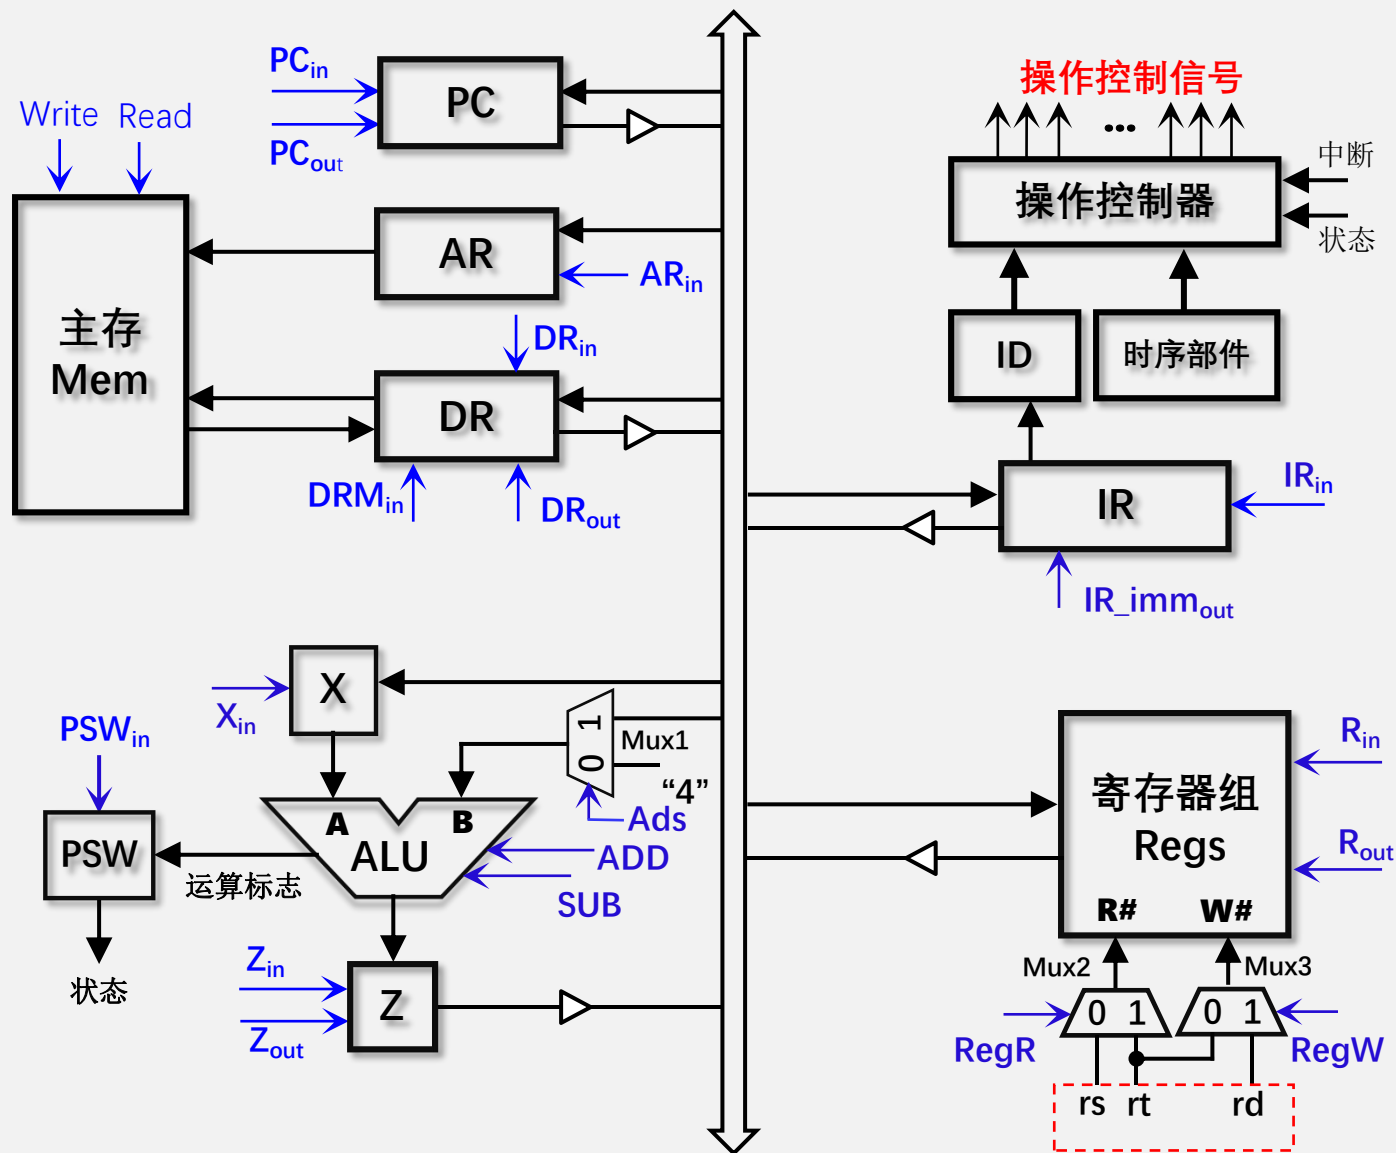 PCin
PC
PCout
Write
Read
操作控制信号
...
中断
操作控制器
状态
AR
ARin
主存
Mem
DRin
DR
DRMin
DRout
ID
时序部件
IR
IRin
IR_immout
X
Xin
1
0
Mux1
“4”
Ads
PSWin
PSW
A
B
ALU
ADD
SUB
运算标志
状态
Zin
Z
Zout
寄存器组
Regs
Rin
Rout
R#
W#
Mux2
Mux3
0 1
0 1
RegR
RegW
rs rt rd